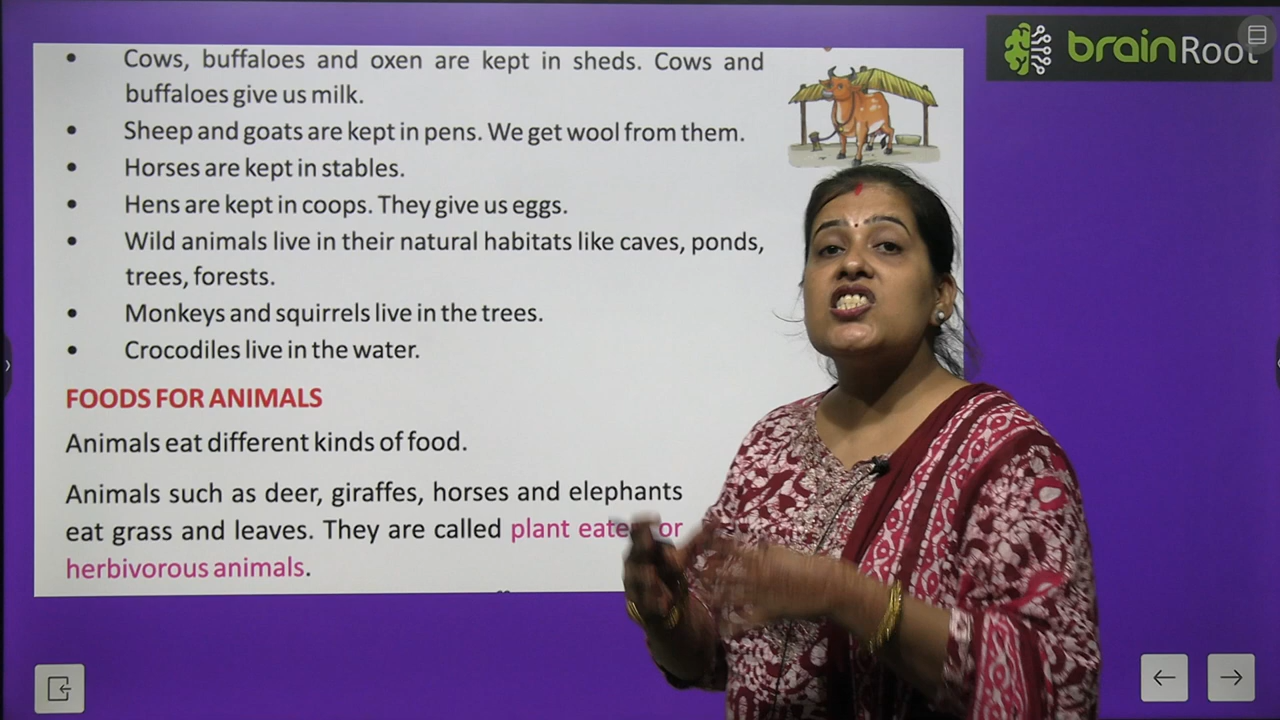 brainRoot
• Cows, buffaloes and oxen are kept in sheds. Cows and
buffaloes give us milk.
• Sheep and goats are kept in pens. We get wool from them.
• Horses are kept in stables.
• Hens are kept in coops. They give us eggs.
• Wild animals live in their natural habitats like caves, ponds,
trees, forests.
• Monkeys and squirrels live in the trees.
• Crocodiles live in the water.
FOODS FOR ANIMALS
Animals eat different kinds of food.
Animals such as deer, giraffes, horses and elephants
eat grass and leaves. They are called plant eaters or
herbivorous animals.